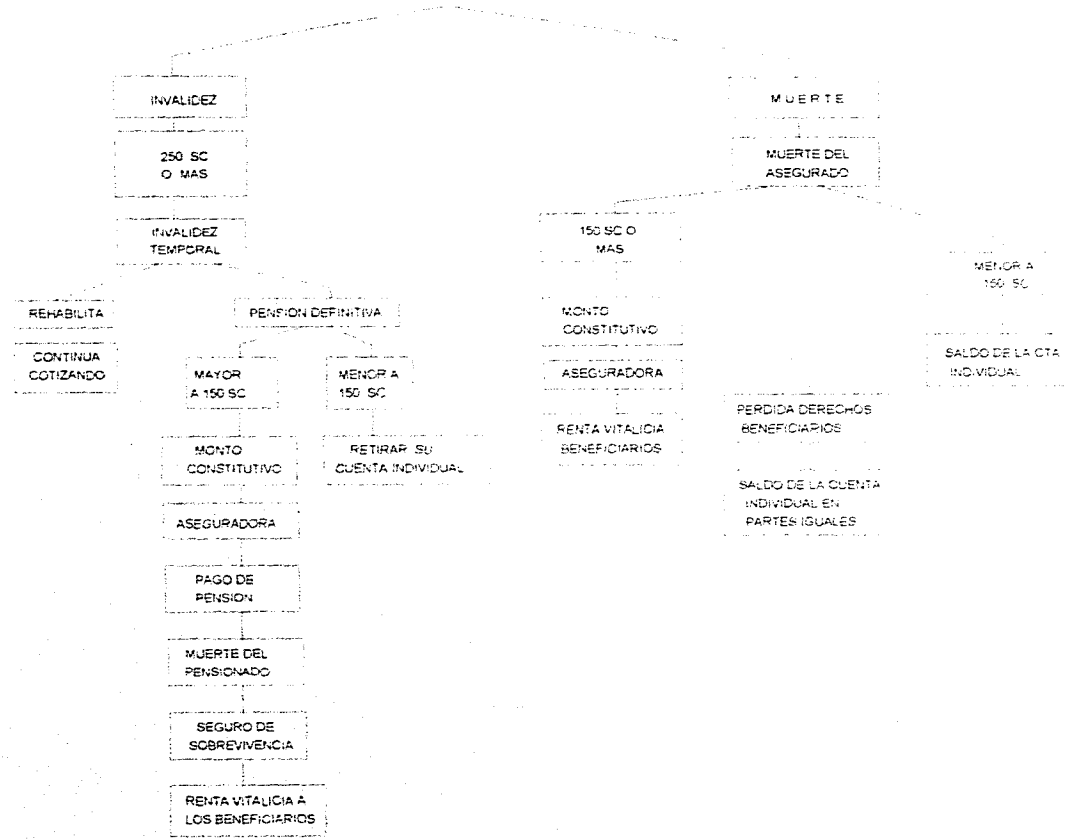 INVALIDEZ
250 SC
O MAS
INVALIDEZ
TEMPORAL
REHABILITA
CONTINUA
COTIZANDO
PENSION DEFINITIVA
MAYOR
A 150 SC
MONTO
CONSTITUTIVO
ASEGURADORA
PAGO DE
PENSION
MUERTE DEL
PENSIONADO
SEGURO DE
SOBREVIVENCIA
RENTA VITALICIA A
LOS BENEFICIARIOS
MENOR A
150 SC
RETIRAR SU
CUENTA INDIVIDUAL
MUERTE
MUERTE DEL
ASEGURADO
150 SC O
MAS
MONTO
CONSTITUTIVO
ASEGURADORA
RENTA VITALICIA
BENEFICIARIOS
PERDIDA DERECHOS
BENEFICIARIOS
SALDO DE LA CUENTA
INDIVIDUAL EN
PARTES IGUALES
MENOR A
150 SC
SALDO DE LA CTA
INDIVIDUAL